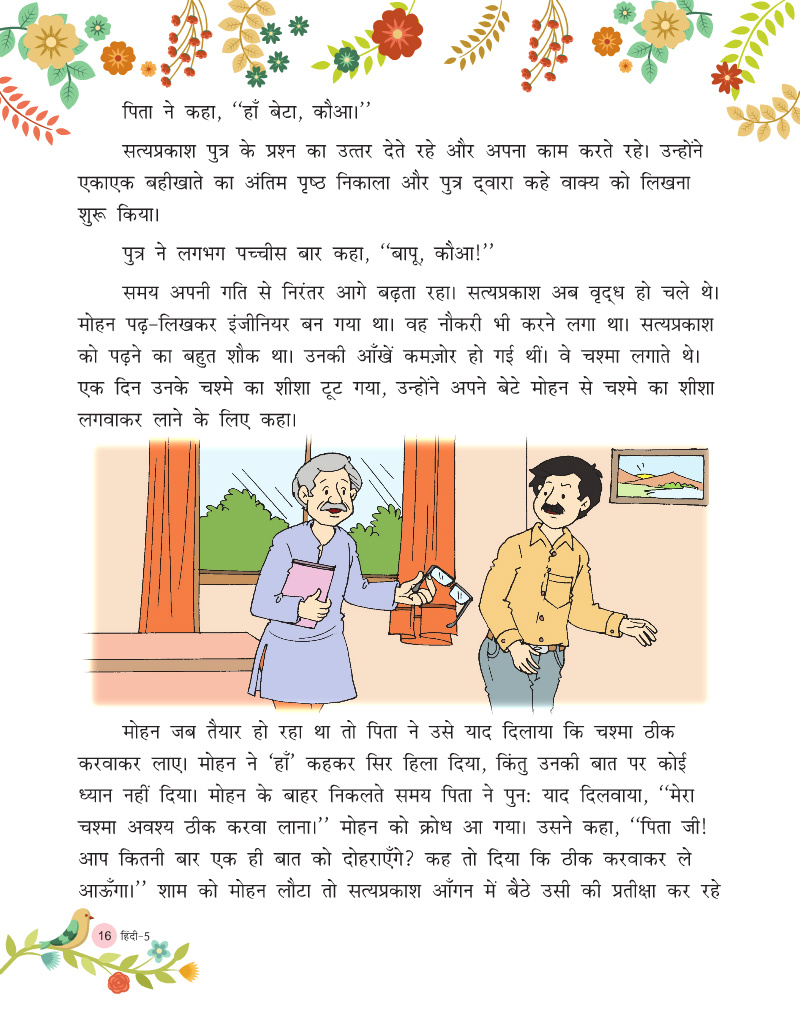 पिता ने कहा, ‘‘हाँ बेटा, कौआ।’’
सत्यप्रकाश पुत्र के प्रश्न का उत्तर देते रहे और अपना काम करते रहे। उन्होंने
एकाएक बहीखाते का अंतिम पृष्ठ निकाला और पुत्र द्‌वारा कहे वाक्य को लिखना
शुरू किया।
पुत्र ने लगभग पच्चीस बार कहा, ‘‘बापू, कौआ!’’
समय अपनी गति से निरंतर आगे बढ़ता रहा। सत्यप्रकाश अब वृद्‌ध हो चले थे।
मोहन पढ़-लिखकर इंजीनियर बन गया था। वह नौकरी भी करने लगा था। सत्यप्रकाश
को पढ़ने का बहुत शौक था। उनकी आँखें कमज़ोर हो गई थीं। वे चश्मा लगाते थे।
एक दिन उनके चश्मे का शीशा टूट गया, उन्होंने अपने बेटे मोहन से चश्मे का शीशा
लगवाकर लाने के लिए कहा।
मोहन जब तैयार हो रहा था तो पिता ने उसे याद दिलाया कि चश्मा ठीक
करवाकर लाए। मोहन ने ‘हाँ’ कहकर सिर हिला दिया, किंतु उनकी बात पर कोई
ध्यान नहीं दिया। मोहन के बाहर निकलते समय पिता ने पुन: याद दिलवाया, ‘‘मेरा
चश्मा अवश्य ठीक करवा लाना।’’ मोहन को क्रोध आ गया। उसने कहा, ‘‘पिता जी!
आप कितनी बार एक ही बात को दोहराएँगे? कह तो दिया कि ठीक करवाकर ले
आऊँगा।’’ शाम को मोहन लौटा तो सत्यप्रकाश आँगन में बैठे उसी की प्रतीक्षा कर रहे
16 हिंदी-5